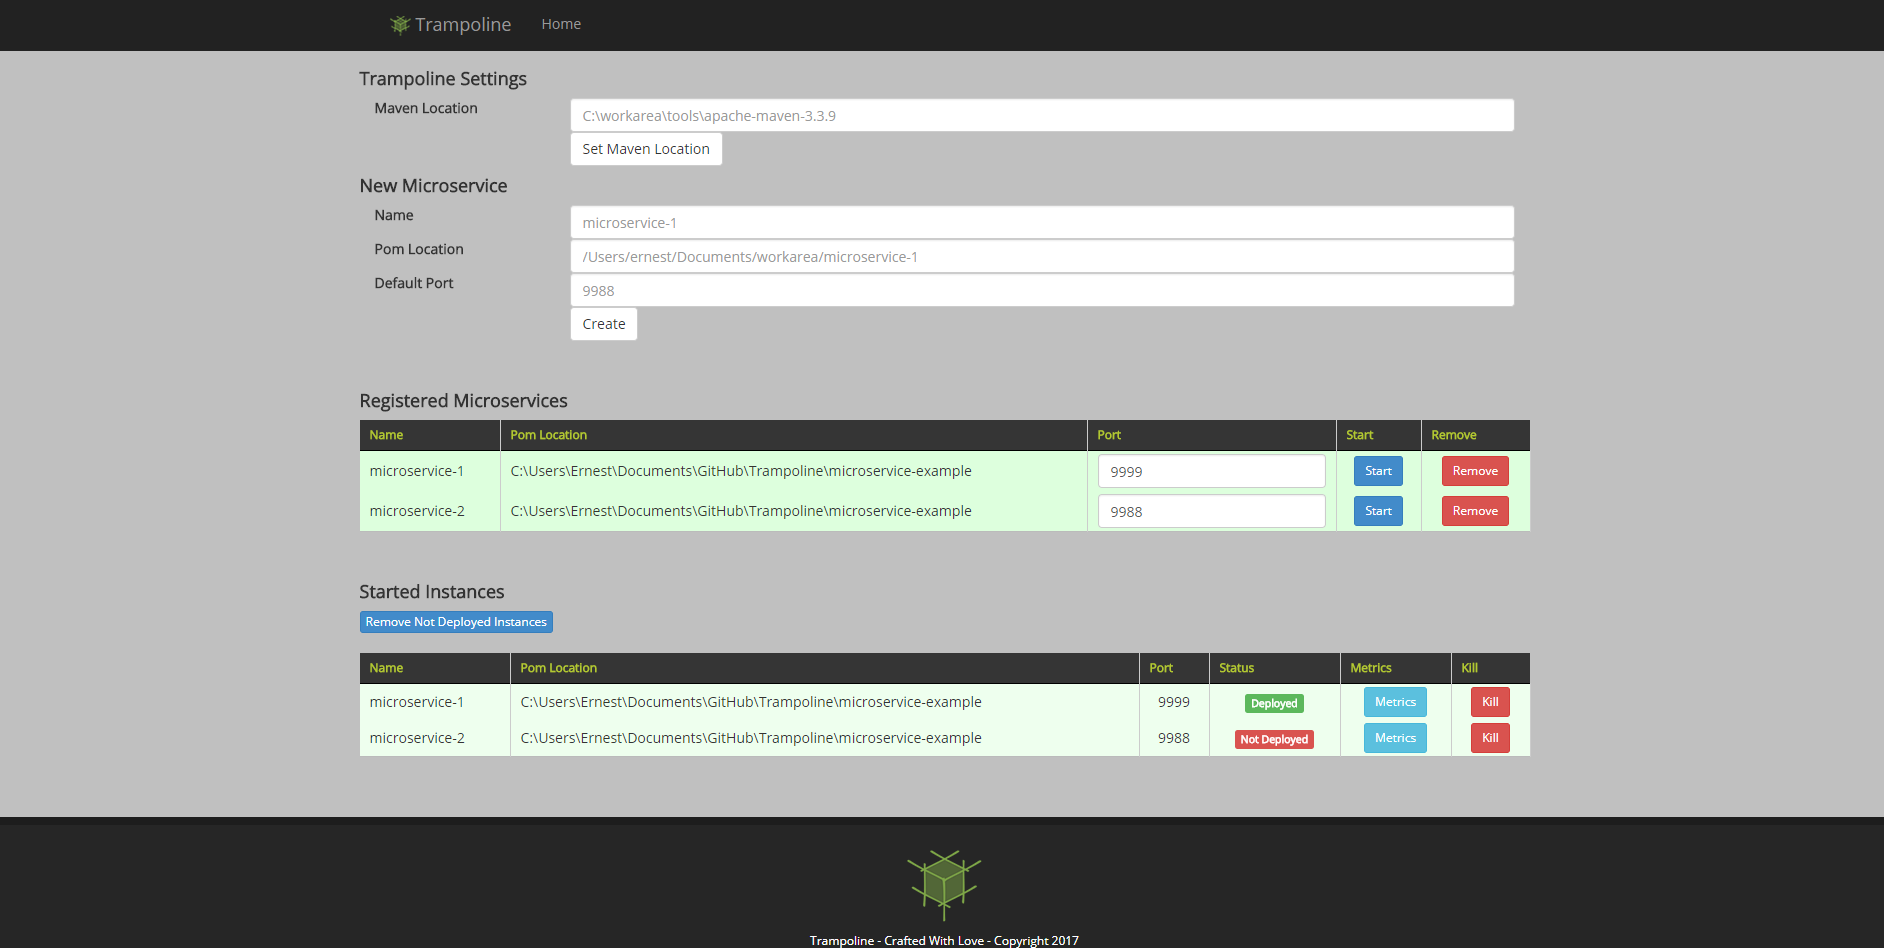 Trampoline Home
Trampoline Settings
Maven Location C:\workarea\tools\apache-maven-3.3.9
Set Maven Location
New Microservice
Name microservice-1
Pom Location /Users/ernest/Documents/workarea/microservice-1
Default Port 9988
Create
Registered Microservices
Name Pom Location Port Start Remove
microservice-1 C:\Users\Ernest\Documents\GitHub\Trampoline\microservice-example 9999 Start Remove
microservice-2 C:\Users\Ernest\Documents\GitHub\Trampoline\microservice-example 9988 Start Remove
Started Instances
Remove Not Deployed Instances
Name Pom Location Port Status Metrics Kill
microservice-1 C:\Users\Ernest\Documents\GitHub\Trampoline\microservice-example 9999 Deployed Metrics Kill
microservice-2 C:\Users\Ernest\Documents\GitHub\Trampoline\microservice-example 9988 Not Deployed Metrics Kill
Trampoline - Crafted With Love - Copyright 2017